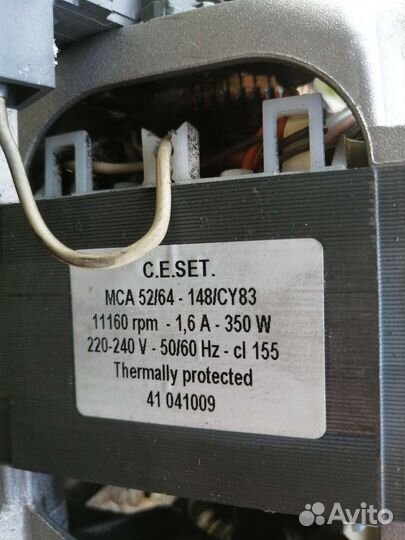 C.E.SET.
MCA 52/64 - 148/CY83
11160 rpm - 1,6 A - 350 W
220-240 V - 50/60 Hz - cl 155
Thermally protected
41 041009
Avito